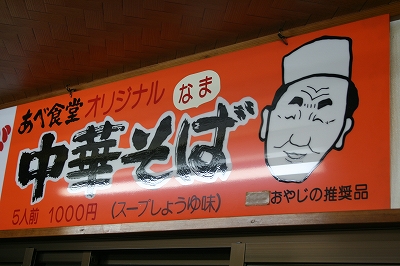 あべ食堂 オリジナル なま
中華そば
5人前 1000円 (スープしょうゆ味)
おやじの推奨品